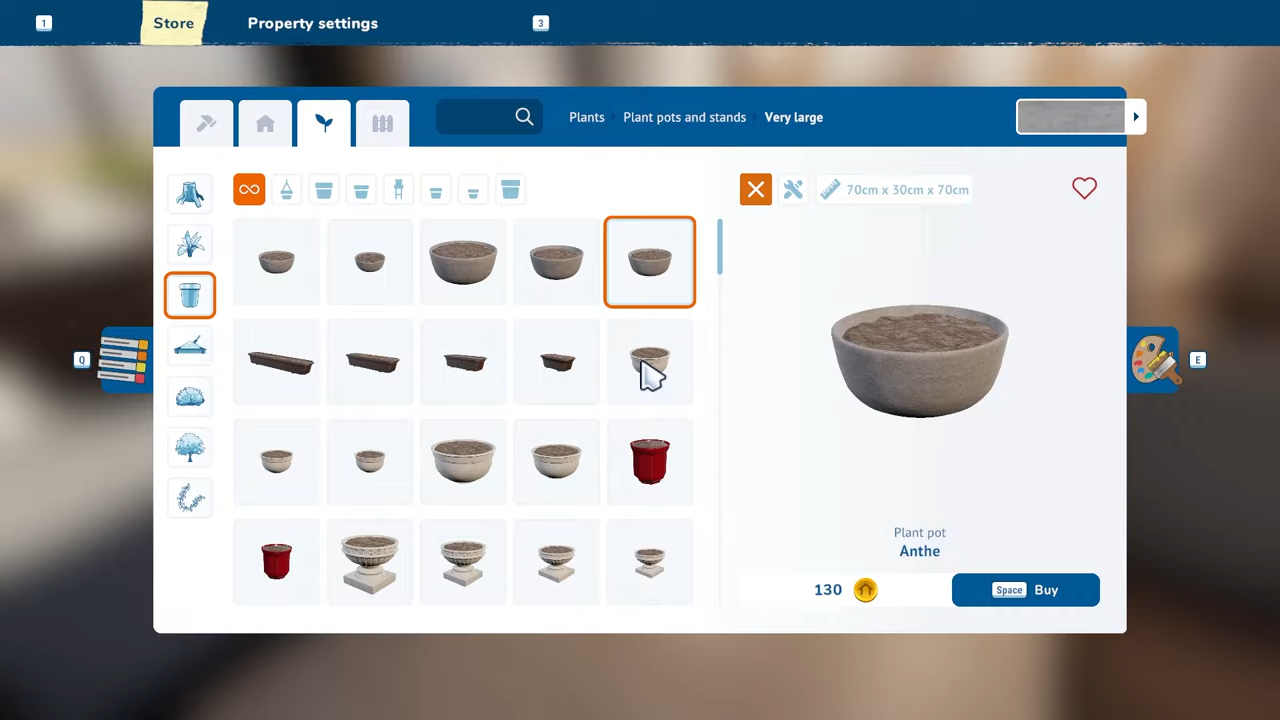 1
Store
Property settings
3
Plants
Plant pots and stands
Very large
70cm x 30cm x 70cm
Q
E
Plant pot
Anthe
130
Space Buy